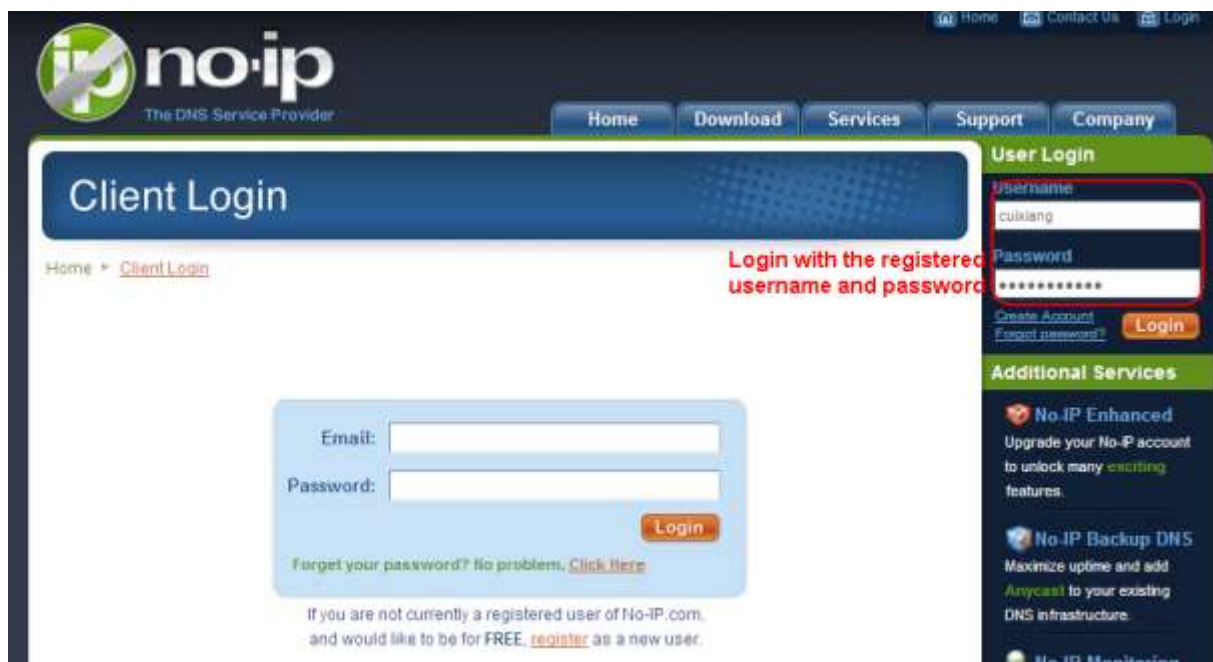 Home Contact Us Login
ip no·ip
The DNS Service Provider
Home Download Services Support Company
Client Login
Home ▸ Client Login
Login with the registered
username and password
User Login
Username
cuixiang
Password
•••••••••••
Create Account
Forgot password?
Login
Email:
Password:
Login
Forget your password? No problem, Click Here
If you are not currently a registered user of No-IP.com,
and would like to be for FREE, register as a new user.
Additional Services
No-IP Enhanced
Upgrade your No-IP account
to unlock many exciting
features.
No-IP Backup DNS
Maximize uptime and add
Anycast to your existing
DNS infrastructure.
No-IP Monitoring